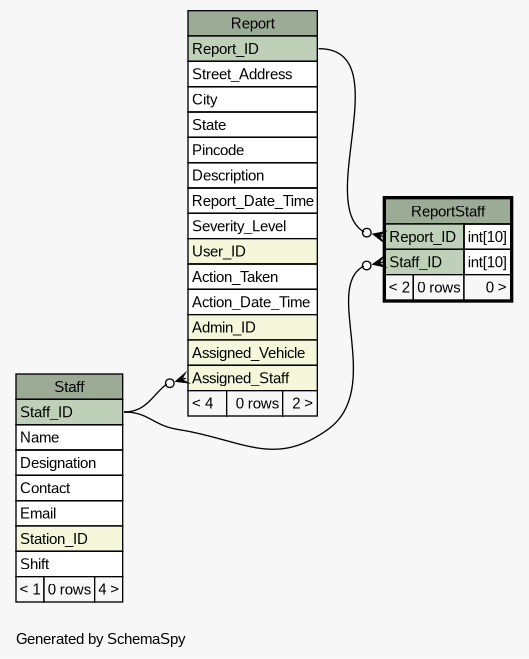 Report
Report_ID
Street_Address
City
State
Pincode
Description
Report_Date_Time
Severity_Level
User_ID
Action_Taken
Action_Date_Time
Admin_ID
Assigned_Vehicle
Assigned_Staff
< 4 0 rows 2 >
ReportStaff
Report_ID int[10]
Staff_ID int[10]
< 2 0 rows 0 >
Staff
Staff_ID
Name
Designation
Contact
Email
Station_ID
Shift
< 1 0 rows 4 >
Generated by SchemaSpy